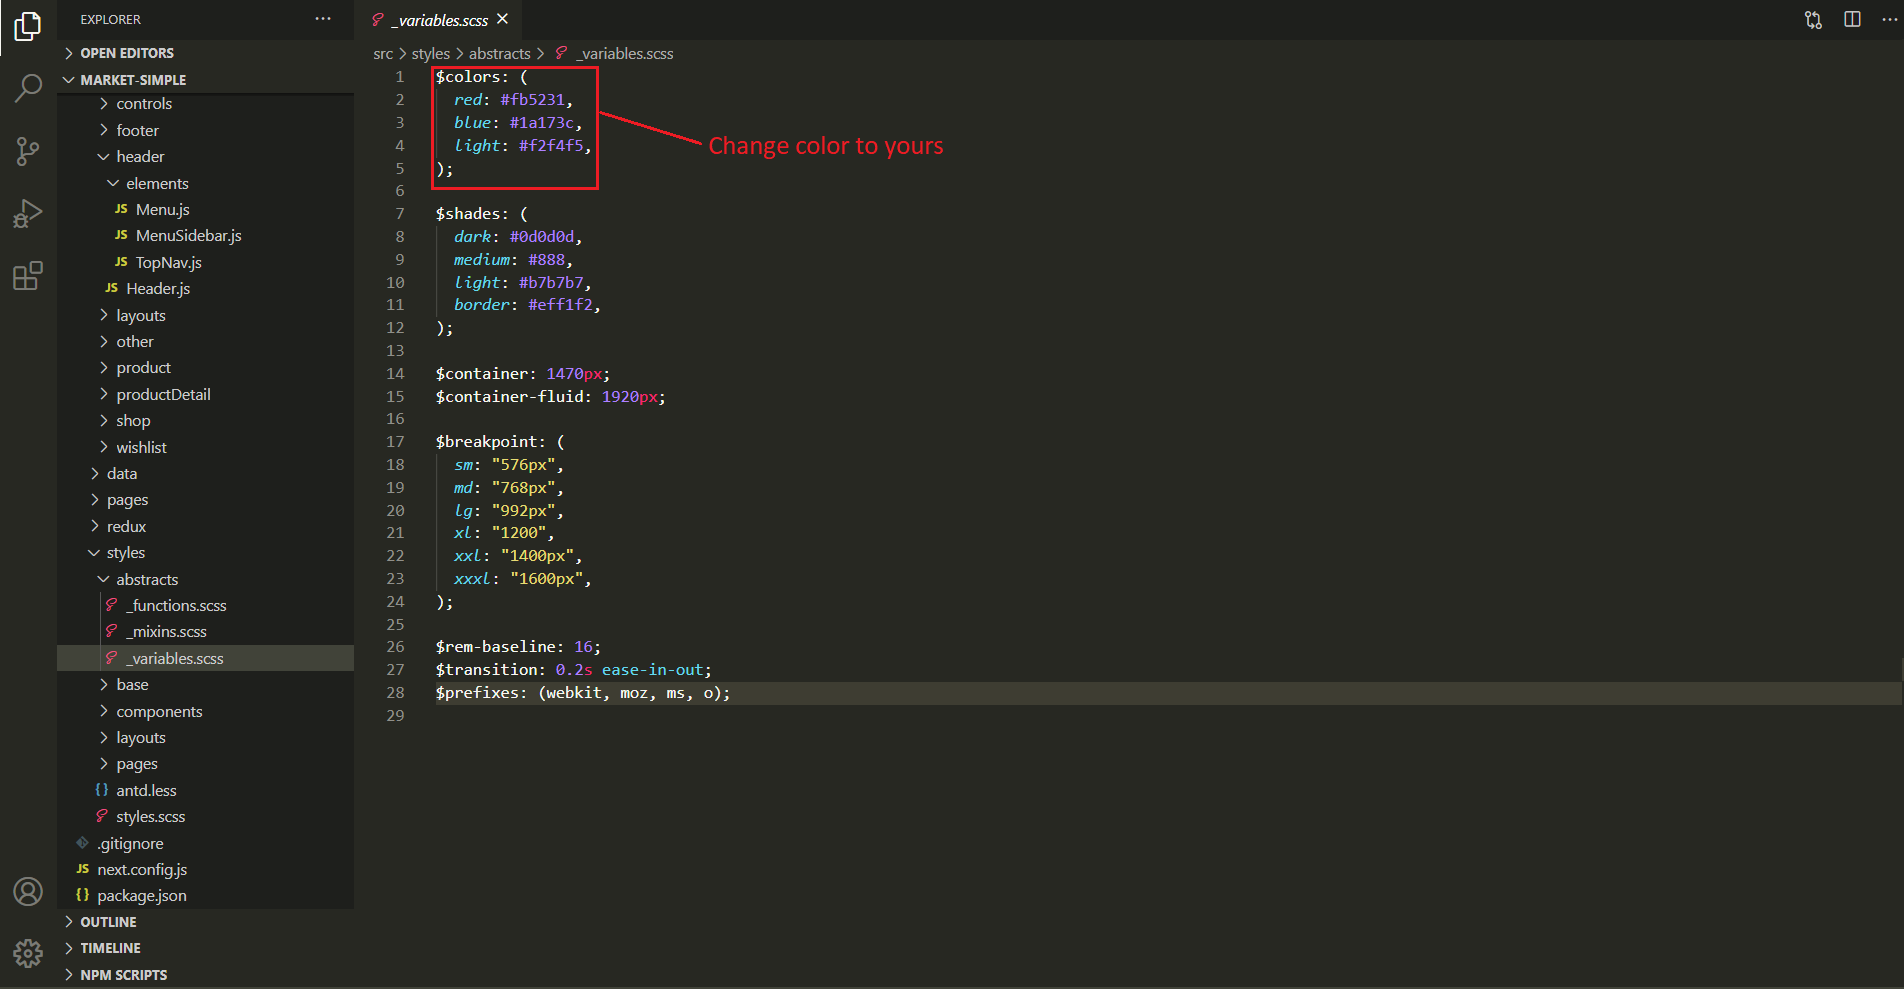 EXPLORER
OPEN EDITORS
MARKET-SIMPLE
controls
footer
header
elements
JS Menu.js
JS MenuSidebar.js
JS TopNav.js
JS Header.js
layouts
other
product
productDetail
shop
wishlist
data
pages
redux
styles
abstracts
_functions.scss
_mixins.scss
_variables.scss
base
components
layouts
pages
{} antd.less
styles.scss
.gitignore
JS next.config.js
{} package.json
OUTLINE
TIMELINE
NPM SCRIPTS
_variables.scss
src > styles > abstracts > _variables.scss
1 $colors: (
2 red: #fb5231,
3 blue: #1a173c,
4 light: #f2f4f5,
5 );
6
7 $shades: (
8 dark: #0d0d0d,
9 medium: #888,
10 light: #b7b7b7,
11 border: #eff1f2,
12 );
13
14 $container: 1470px;
15 $container-fluid: 1920px;
16
17 $breakpoint: (
18 sm: "576px",
19 md: "768px",
20 lg: "992px",
21 xl: "1200",
22 xxl: "1400px",
23 xxxl: "1600px",
24 );
25
26 $rem-baseline: 16;
27 $transition: 0.2s ease-in-out;
28 $prefixes: (webkit, moz, ms, o);
29
Change color to yours